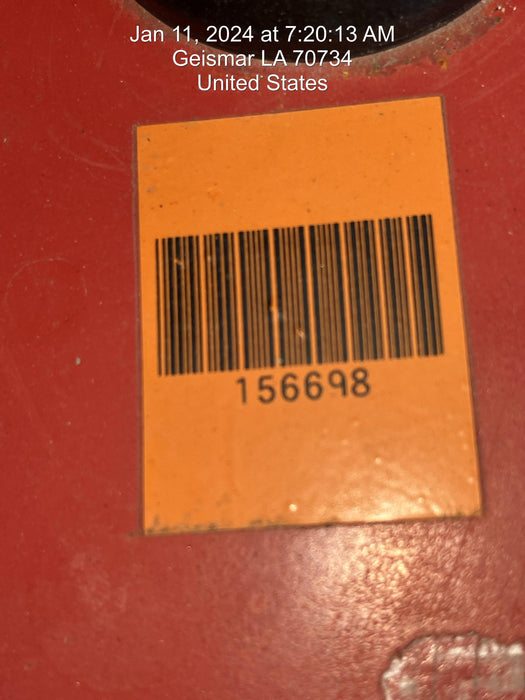 Jan 11, 2024 at 7:20:13 AM
Geismar LA 70734
United States
156698